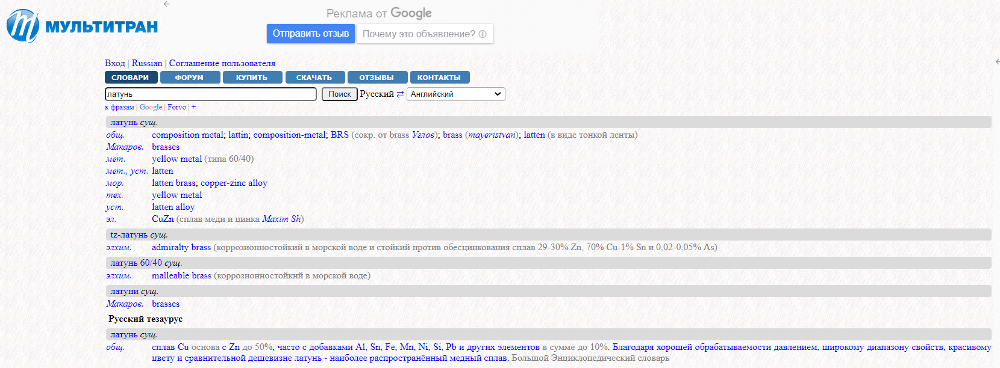 Реклама от Google
МУЛЬТИТРАН
Отправить отзыв Почему это объявление?
Вход | Russian | Соглашение пользователя
СЛОВАРИ ФОРУМ КУПИТЬ СКАЧАТЬ ОТЗЫВЫ КОНТАКТЫ
латунь Поиск Русский ⇄ Английский
к фразам | Google | Forvo | +
латунь сущ.
общ. composition metal; lattin; composition-metal; BRS (сокр. от brass Углов); brass (mayeristvan); latten (в виде тонкой ленты)
Макаров. brasses
мет. yellow metal (типа 60/40)
мет., уст. latten
мор. latten brass; copper-zinc alloy
тех. yellow metal
уст. latten alloy
эл. CuZn (сплав меди и цинка Maxim Sh)
tz-латунь сущ.
элхим. admiralty brass (коррозионностойкий в морской воде и стойкий против обесцинкования сплав 29-30% Zn, 70% Cu-1% Sn и 0,02-0,05% As)
латунь 60/40 сущ.
элхим. malleable brass (коррозионностойкий в морской воде)
латуни сущ.
Макаров. brasses
Русский тезаурус
латунь сущ.
общ. сплав Cu основа с Zn до 50%, часто с добавками Al, Sn, Fe, Mn, Ni, Si, Pb и других элементов в сумме до 10%. Благодаря хорошей обрабатываемости давлением, широкому диапазону свойств, красивому
цвету и сравнительной дешевизне латунь - наиболее распространённый медный сплав. Большой Энциклопедический словарь